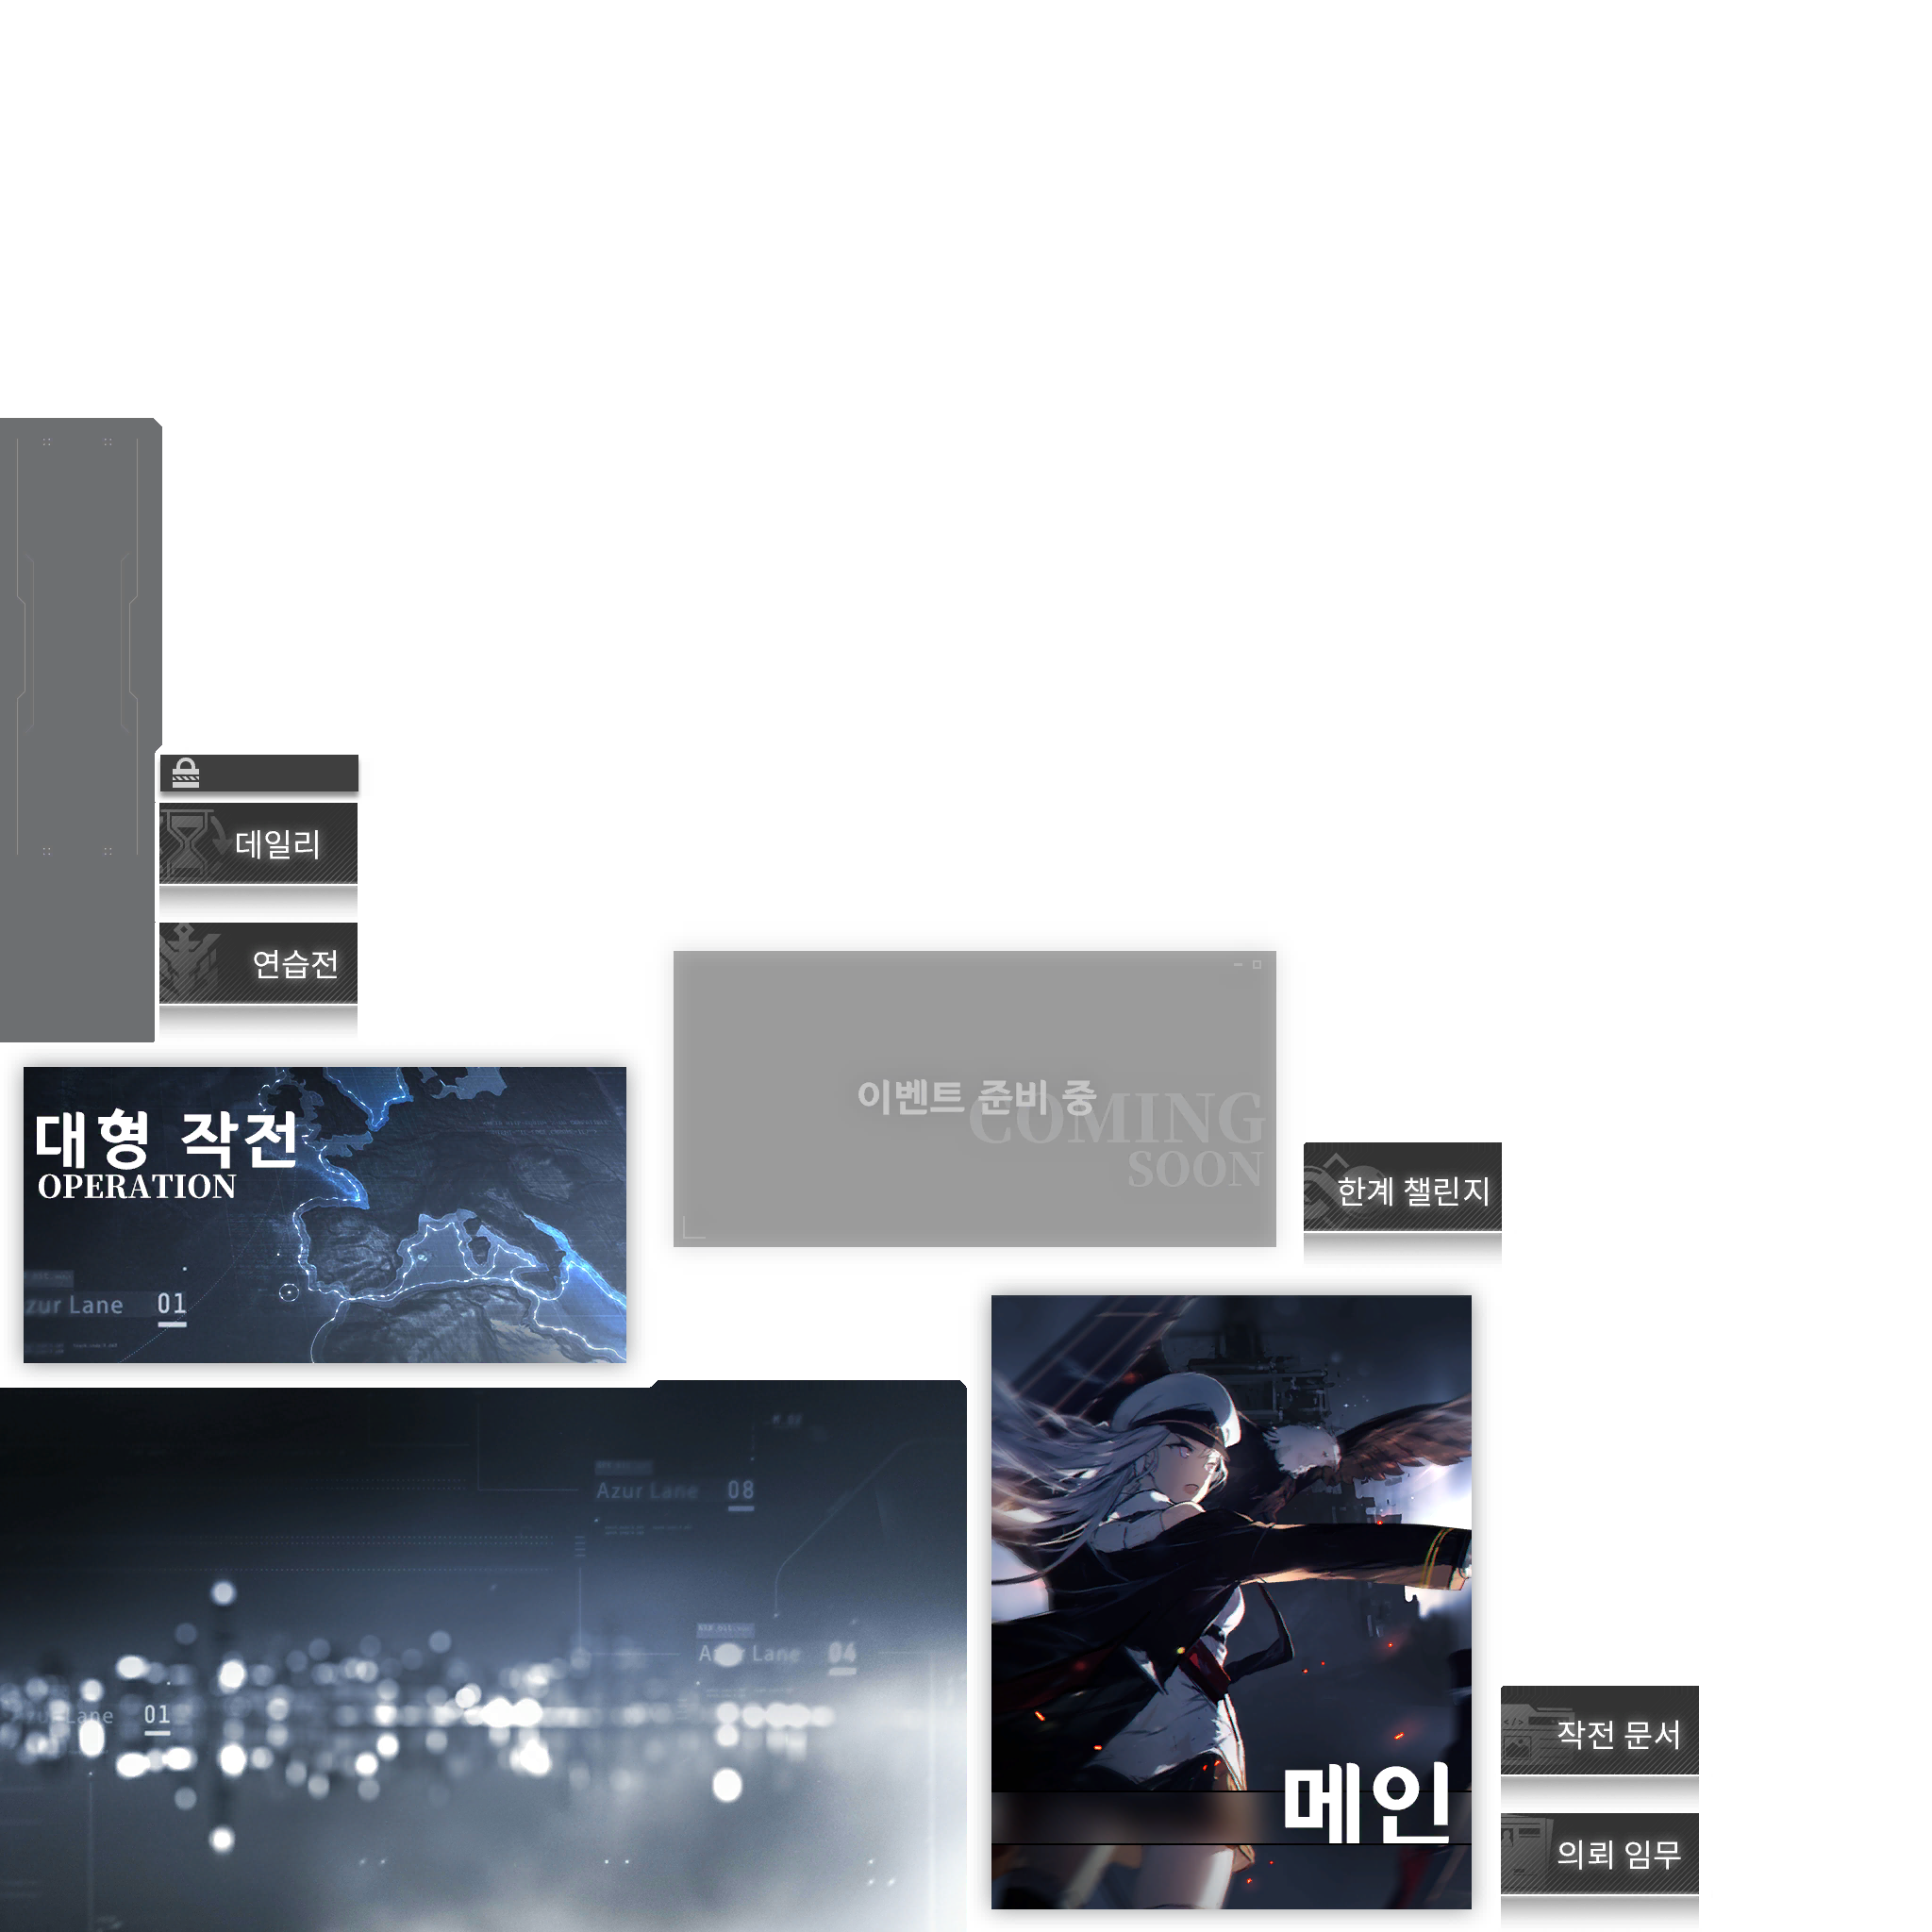 데일리
연습전
이벤트 준비 중
COMING
SOON
대형 작전
OPERATION
zur Lane 01
한계 챌린지
Azur Lane 08
Azur Lane 04
Lane 01
메인
작전 문서
의뢰 임무